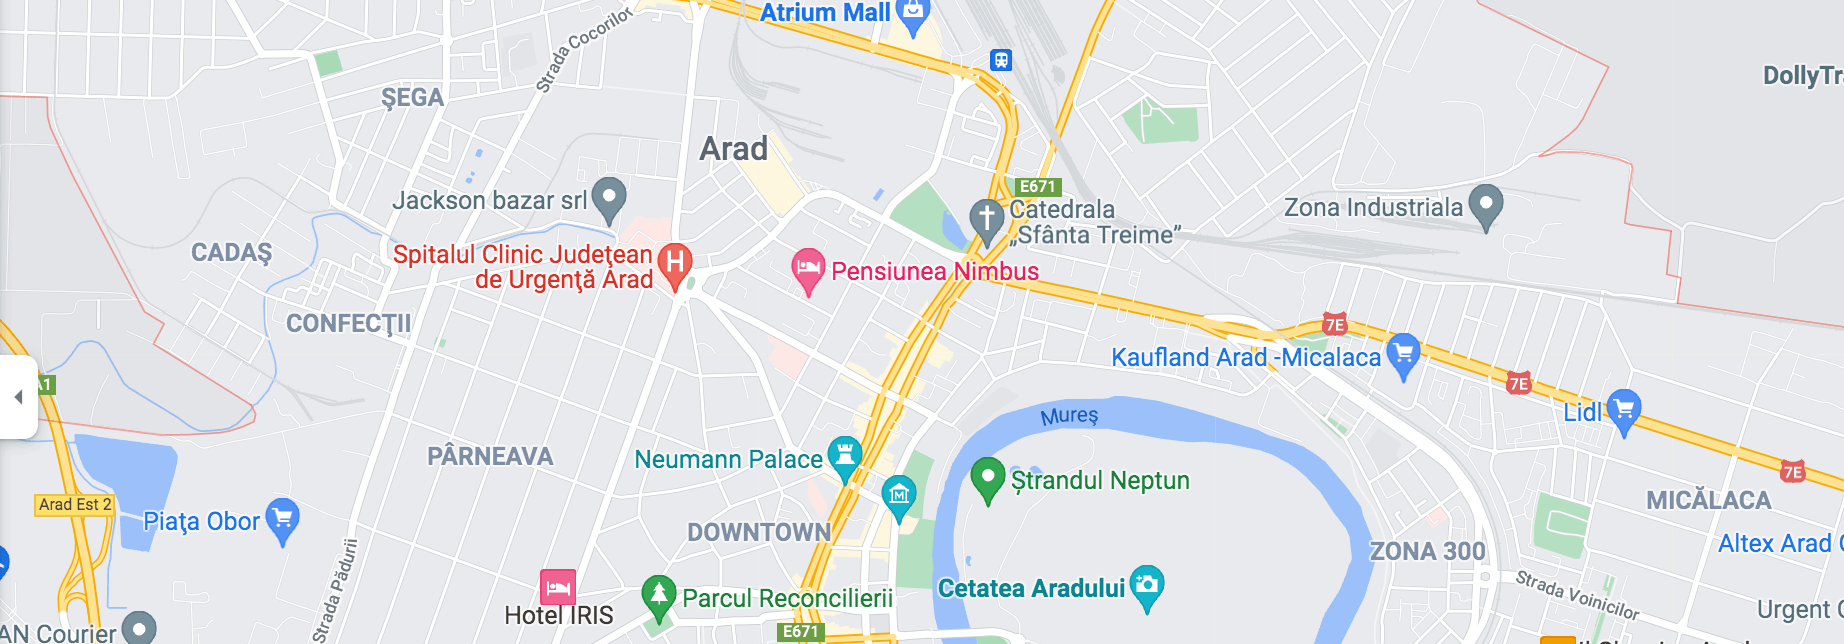 Atrium Mall
Strada Cocorilor
DollyTra
ŞEGA
Arad
E671
Jackson bazar srl
Catedrala
„Sfânta Treime”
Zona Industriala
CADAŞ
Spitalul Clinic Judeţean
de Urgenţă Arad
H
Pensiunea Nimbus
CONFECŢII
7E
Kaufland Arad -Micalaca
A1
7E
Lidl
Mureş
PÂRNEAVA
Neumann Palace
Ștrandul Neptun
7E
MICĂLACA
Arad Est 2
Piaţa Obor
M
DOWNTOWN
ZONA 300
Altex Arad
Strada Pădurii
Cetatea Aradului
Strada Voinicilor
Hotel IRIS
Parcul Reconcilierii
Urgent
AN Courier
E671